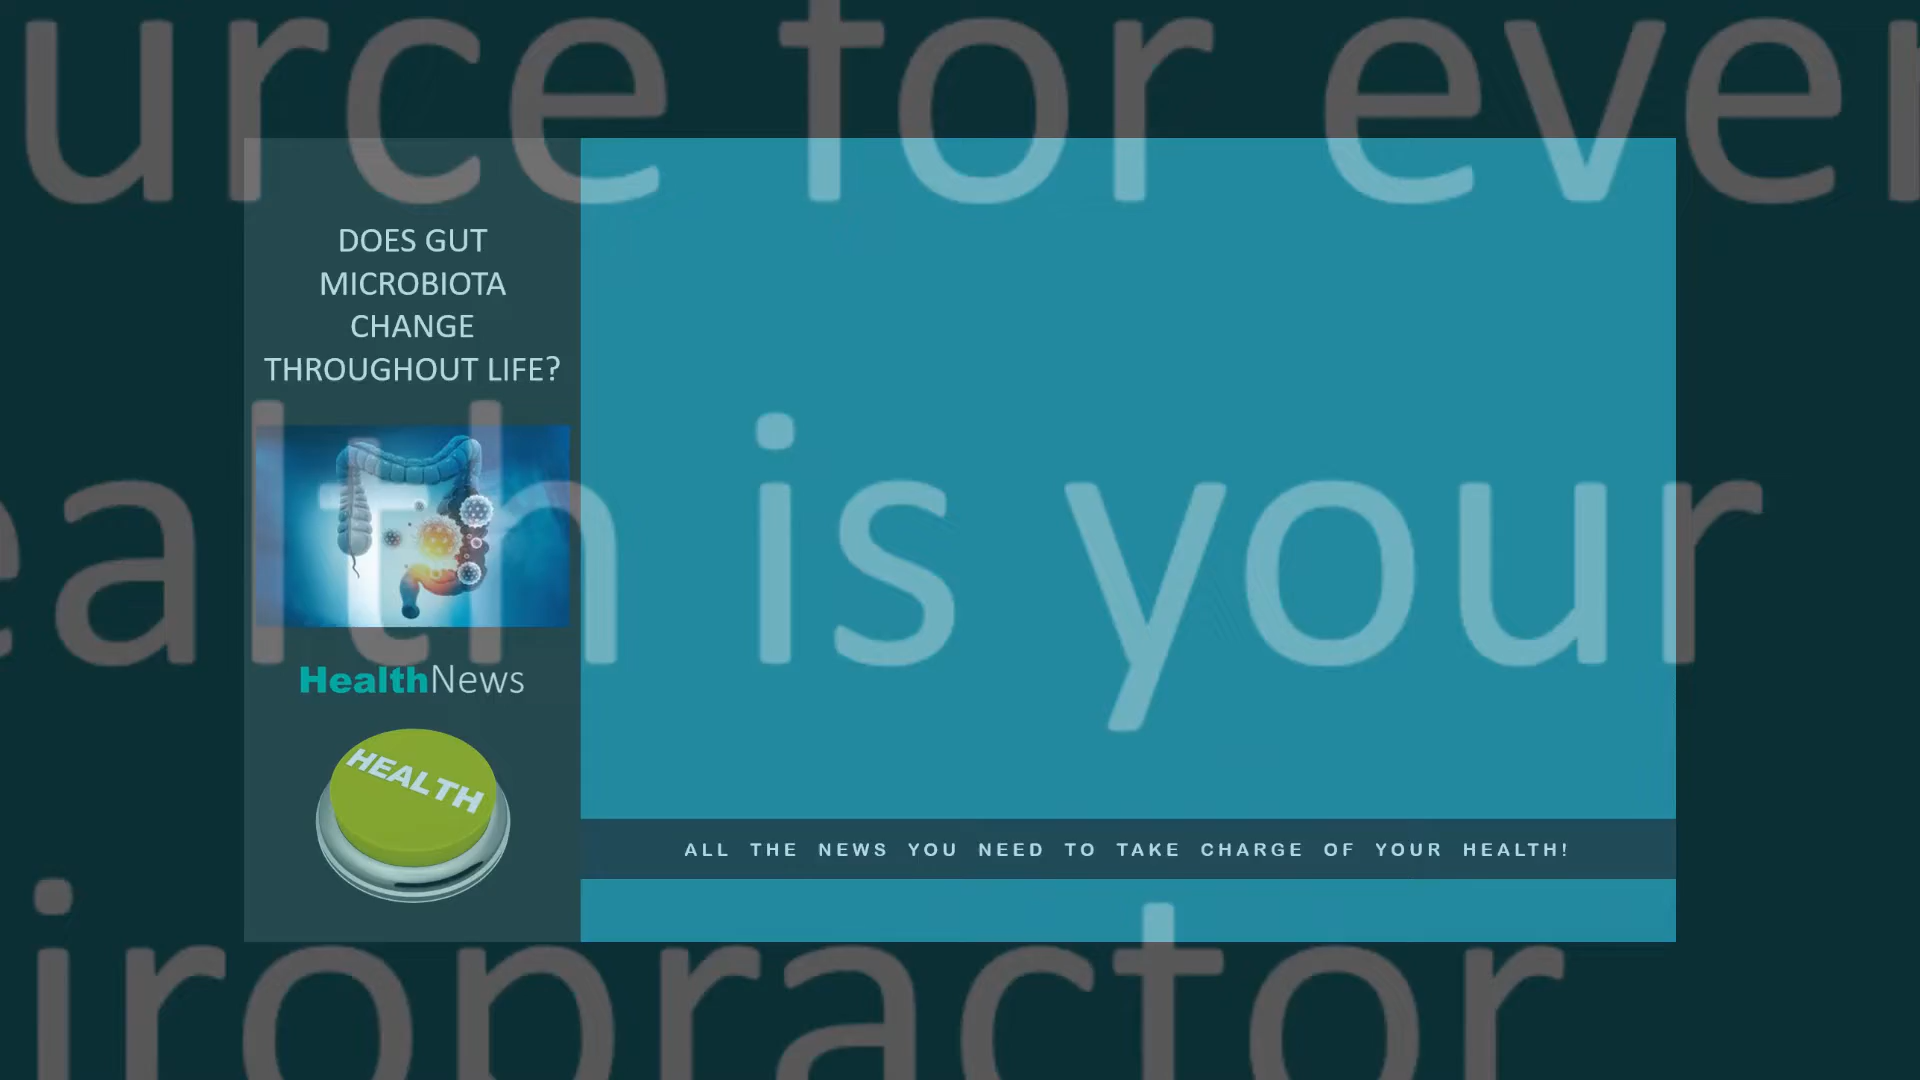 urce for ever
DOES GUT
MICROBIOTA
CHANGE
THROUGHOUT LIFE?
ealth is your
HealthNews
HEALTH
ALL THE NEWS YOU NEED TO TAKE CHARGE OF YOUR HEALTH!
iropractor